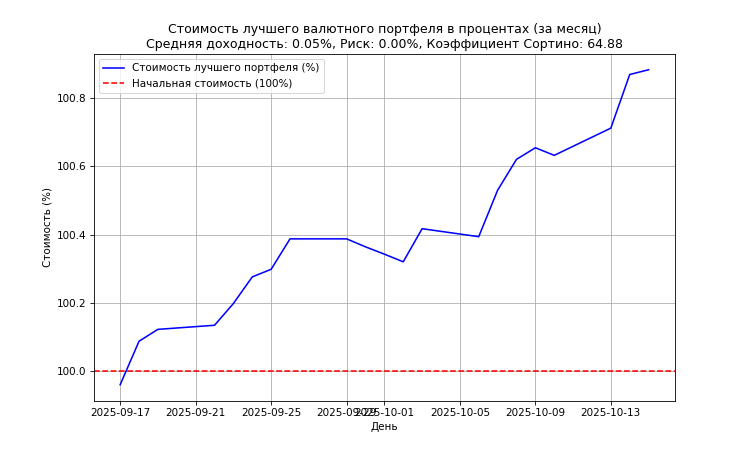 Стоимость лучшего валютного портфеля в процентах (за месяц)
Средняя доходность: 0.05%, Риск: 0.00%, Коэффициент Сортино: 64.88
Стоимость лучшего портфеля (%)
Начальная стоимость (100%)
Стоимость (%)
100.8
100.6
100.4
100.2
100.0
2025-09-17 2025-09-21 2025-09-25 2025-09-29 2025-10-01 2025-10-05 2025-10-09 2025-10-13
День